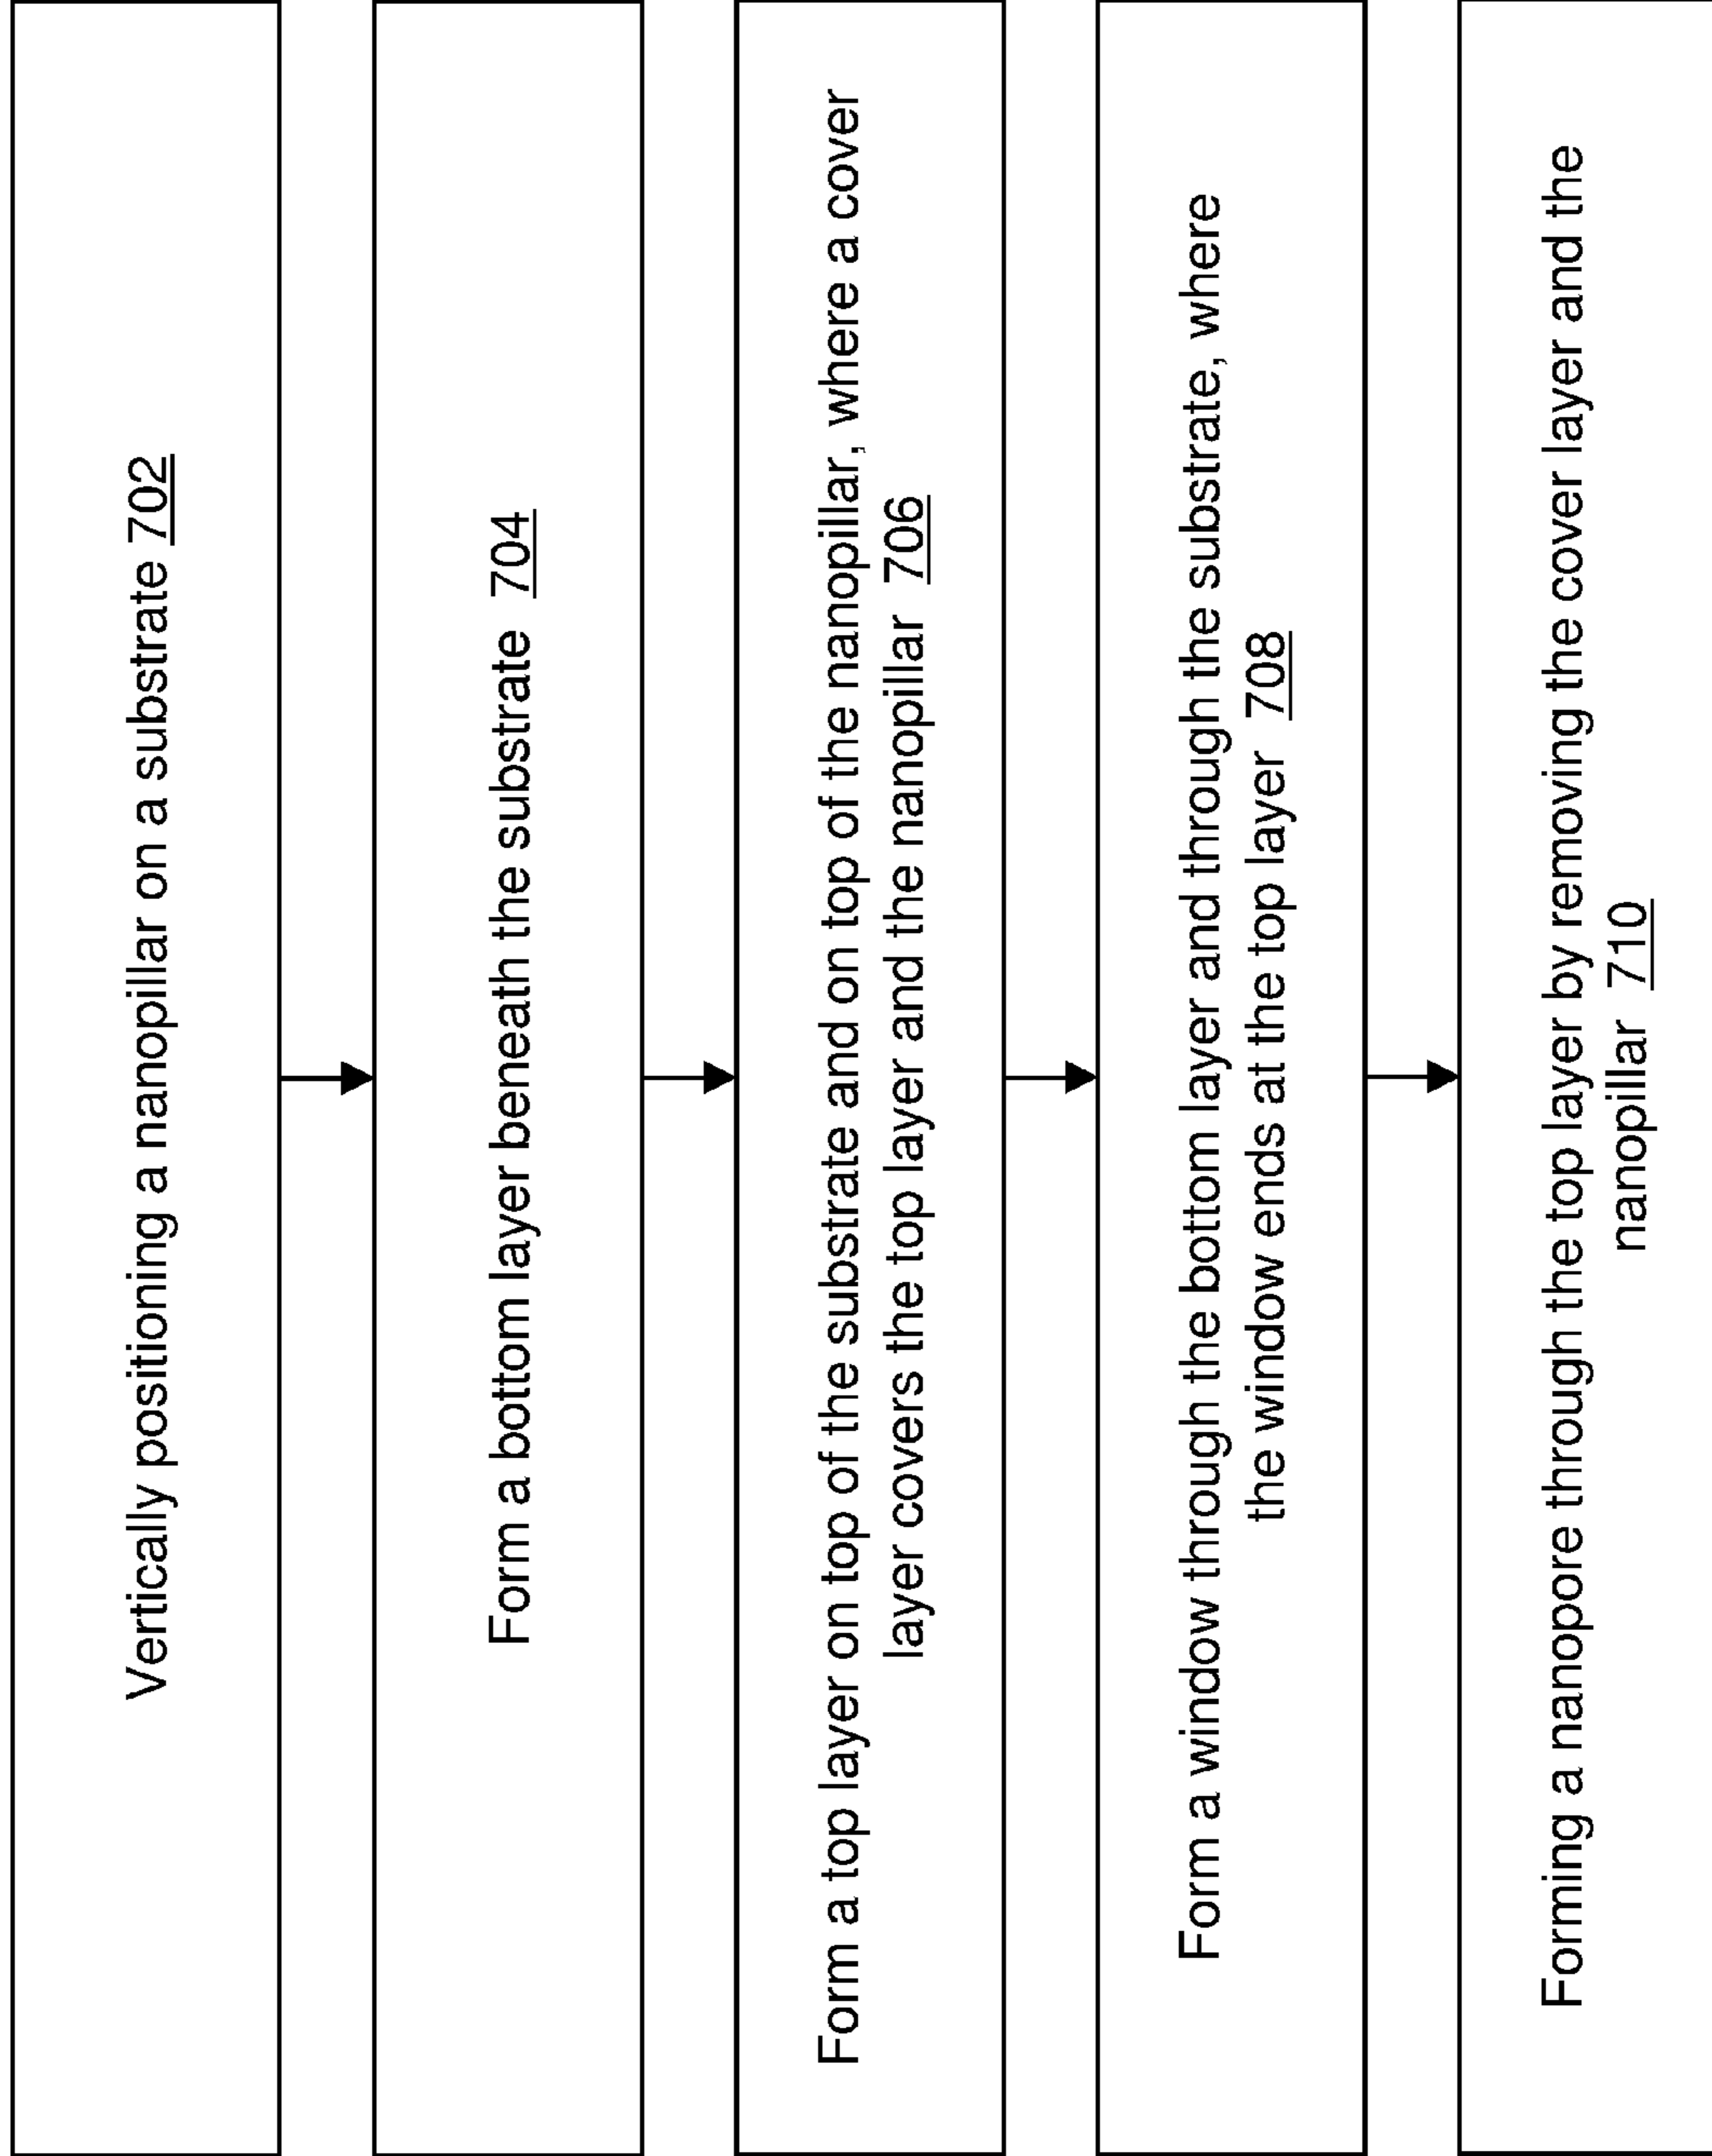 Vertically positioning a nanopillar on a substrate 702
Form a bottom layer beneath the substrate 704
Form a top layer on top of the substrate and on top of the nanopillar, where a cover
layer covers the top layer and the nanopillar 706
Form a window through the bottom layer and through the substrate, where
the window ends at the top layer 708
Forming a nanopore through the top layer by removing the cover layer and the
nanopillar 710